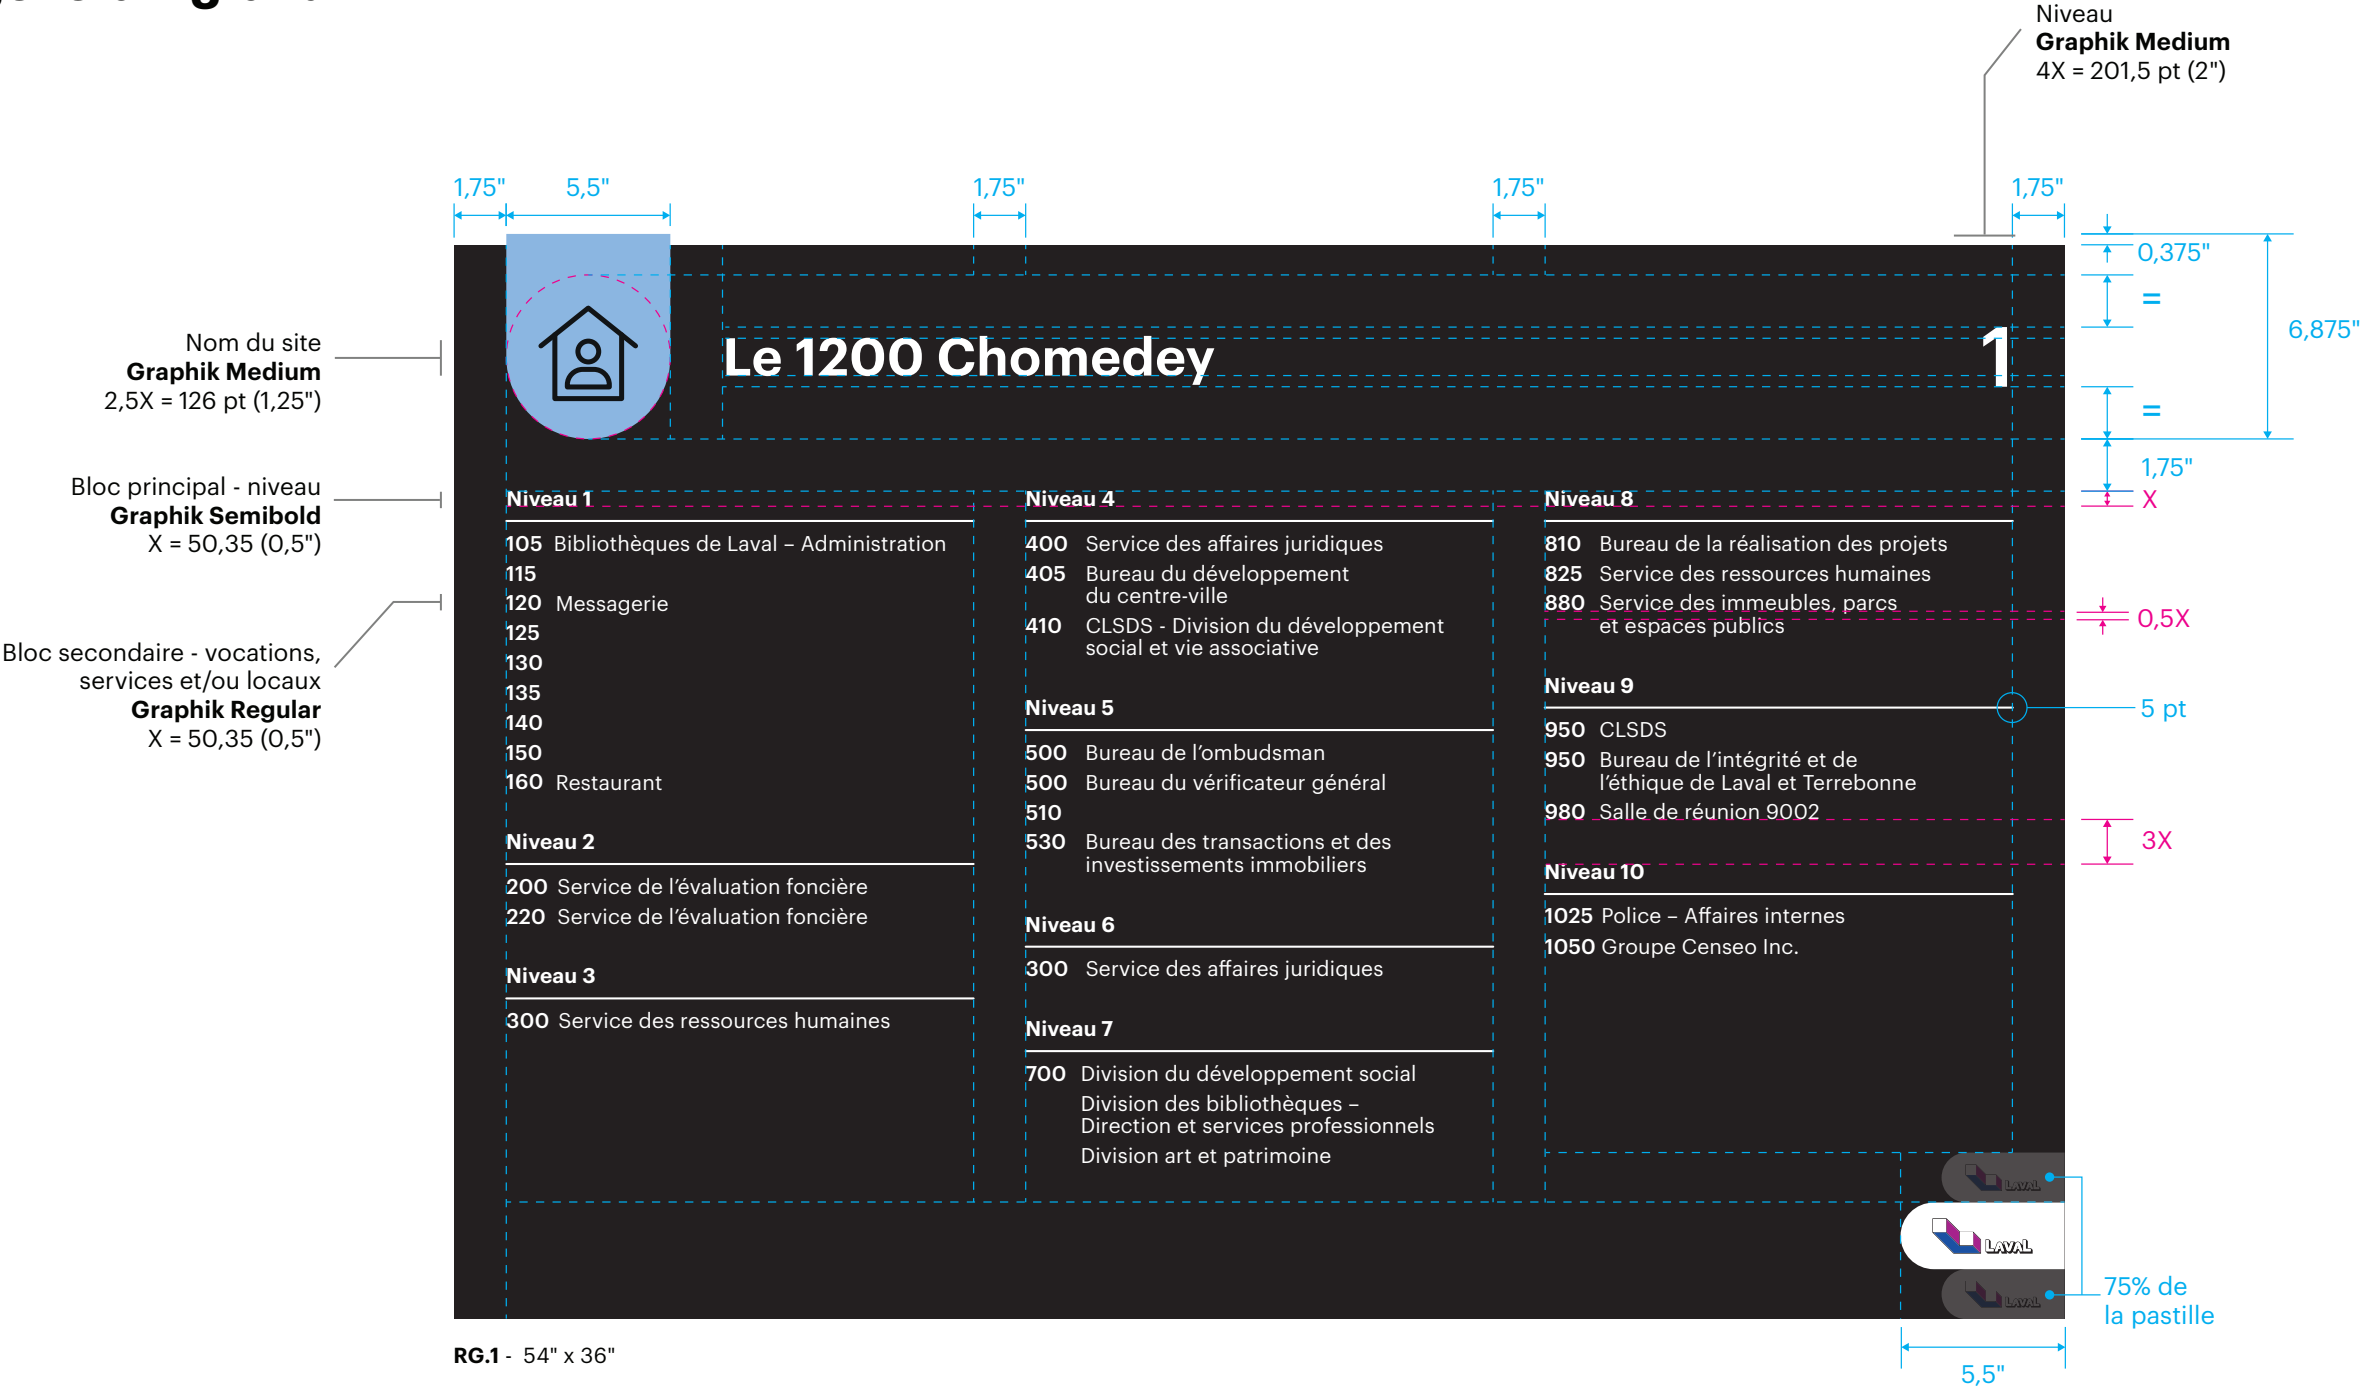 Niveau
Graphik Medium
4X = 201,5 pt (2")
1,75"
5,5"
1,75"
1,75"
1,75"
0,375"
=
6,875"
=
1,75"
X
0,5X
5 pt
3X
75% de
la pastille
5,5"
Nom du site
Graphik Medium
2,5X = 126 pt (1,25")
Bloc principal - niveau
Graphik Semibold
X = 50,35 (0,5")
Bloc secondaire - vocations,
services et/ou locaux
Graphik Regular
X = 50,35 (0,5")
Le 1200 Chomedey
1
Niveau 1
105 Bibliothèques de Laval – Administration
115
120 Messagerie
125
130
135
140
150
160 Restaurant
Niveau 2
200 Service de l’évaluation foncière
220 Service de l’évaluation foncière
Niveau 3
300 Service des ressources humaines
Niveau 4
400 Service des affaires juridiques
405 Bureau du développement
du centre-ville
410 CLSDS - Division du développement
social et vie associative
Niveau 5
500 Bureau de l’ombudsman
500 Bureau du vérificateur général
510
530 Bureau des transactions et des
investissements immobiliers
Niveau 6
300 Service des affaires juridiques
Niveau 7
700 Division du développement social
Division des bibliothèques –
Direction et services professionnels
Division art et patrimoine
Niveau 8
810 Bureau de la réalisation des projets
825 Service des ressources humaines
880 Service des immeubles, parcs
et espaces publics
Niveau 9
950 CLSDS
950 Bureau de l’intégrité et de
l’éthique de Laval et Terrebonne
980 Salle de réunion 9002
Niveau 10
1025 Police – Affaires internes
1050 Groupe Censeo Inc.
LAVAL
LAVAL
LAVAL
RG.1 - 54" x 36"